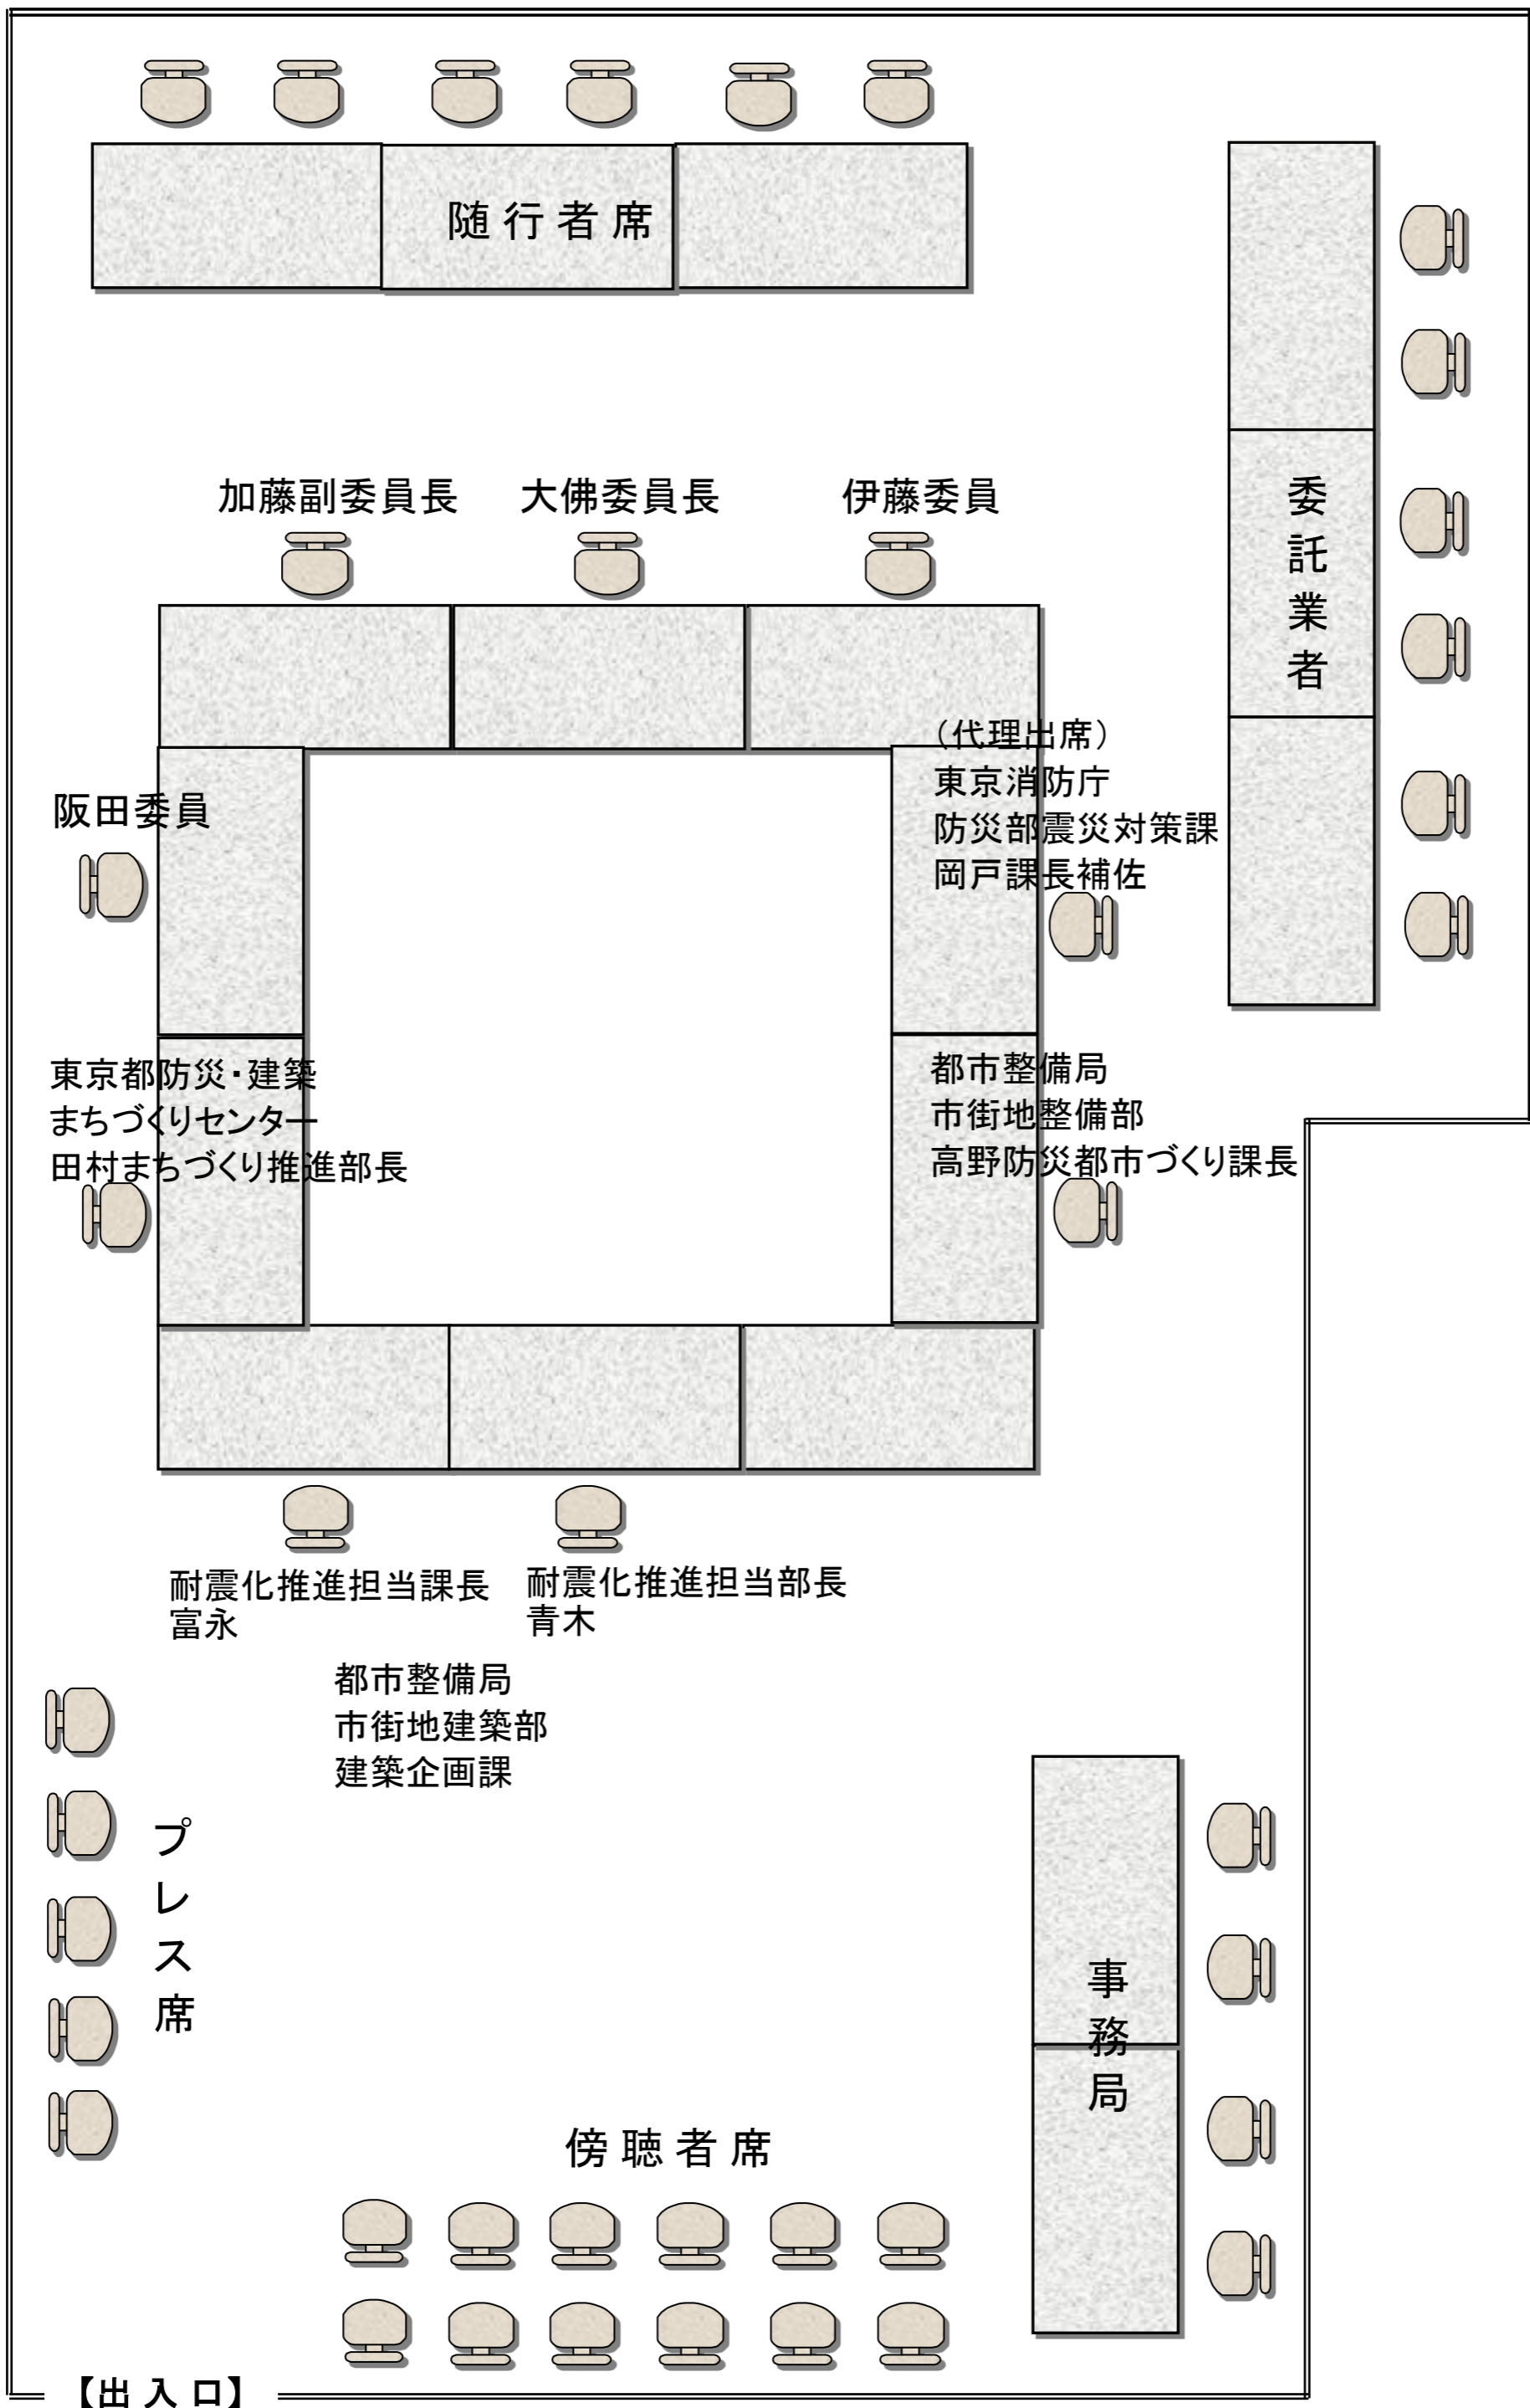 随行者席
委託業者
加藤副委員長
大佛委員長
伊藤委員
（代理出席）
東京消防庁
防災部震災対策課
岡戸課長補佐
阪田委員
東京都防災・建築
まちづくりセンター
田村まちづくり推進部長
都市整備局
市街地整備部
高野防災都市づくり課長
耐震化推進担当課長
富永
耐震化推進担当部長
青木
都市整備局
市街地建築部
建築企画課
プレス席
事務局
傍聴者席
【出入口】